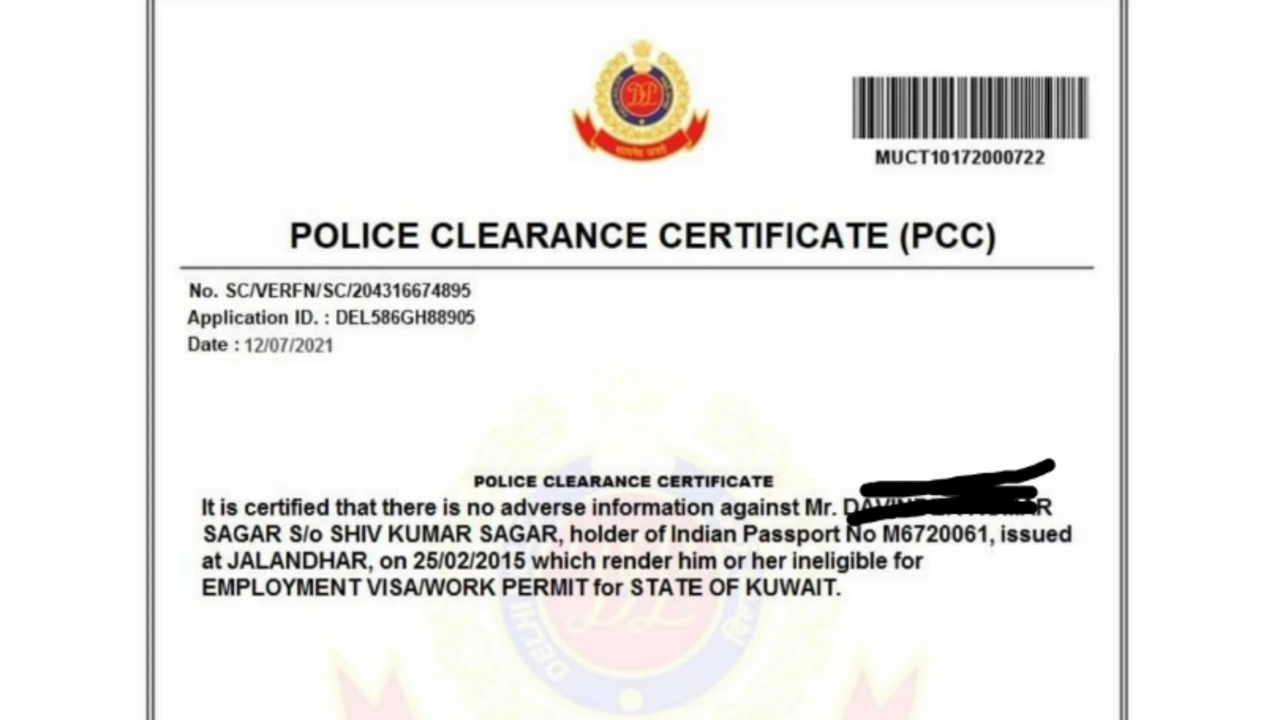 MUCT10172000722
POLICE CLEARANCE CERTIFICATE (PCC)
No. SC/VERFN/SC/204316674895
Application ID. : DEL586GH88905
Date : 12/07/2021
POLICE CLEARANCE CERTIFICATE
It is certified that there is no adverse information against Mr.
SAGAR S/o SHIV KUMAR SAGAR, holder of Indian Passport No M6720061, issued
at JALANDHAR, on 25/02/2015 which render him or her ineligible for
EMPLOYMENT VISA/WORK PERMIT for STATE OF KUWAIT.
DELHI